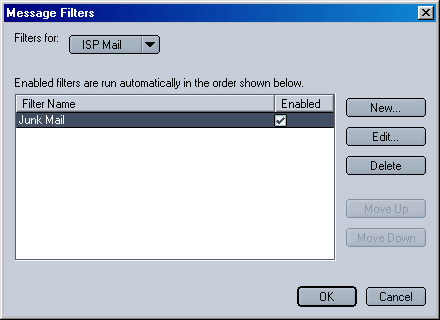 Message Filters
Filters for: ISP Mail
Enabled filters are run automatically in the order shown below.
Filter Name Enabled
Junk Mail
New...
Edit...
Delete
Move Up
Move Down
OK Cancel